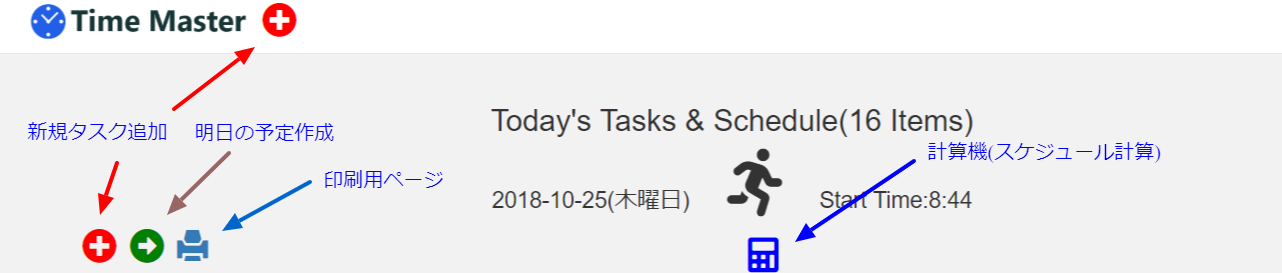 Time Master
新規タスク追加
明日の予定作成
印刷用ページ
Today's Tasks & Schedule(16 Items)
計算機(スケジュール計算)
2018-10-25(木曜日)
Start Time:8:44